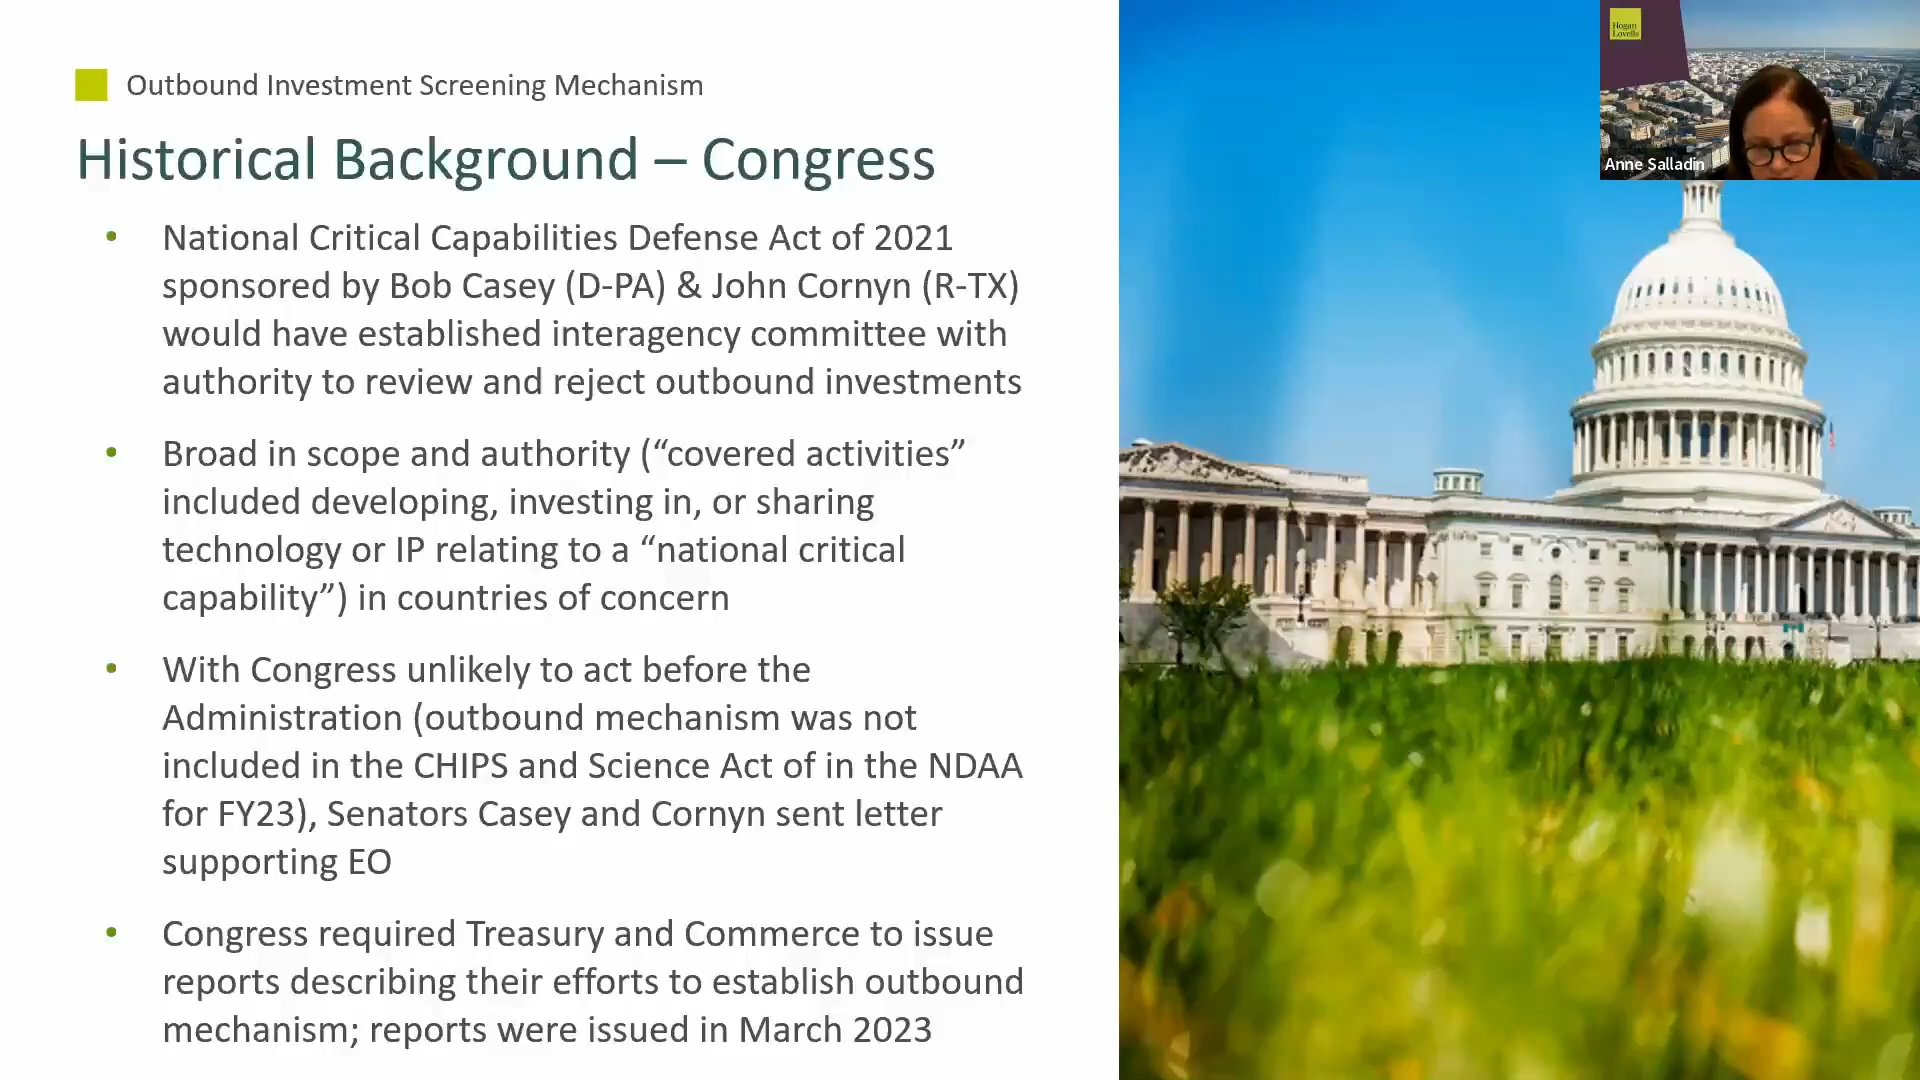 Outbound Investment Screening Mechanism
Historical Background – Congress
• National Critical Capabilities Defense Act of 2021
sponsored by Bob Casey (D-PA) & John Cornyn (R-TX)
would have established interagency committee with
authority to review and reject outbound investments
• Broad in scope and authority (“covered activities”
included developing, investing in, or sharing
technology or IP relating to a “national critical
capability”) in countries of concern
• With Congress unlikely to act before the
Administration (outbound mechanism was not
included in the CHIPS and Science Act of in the NDAA
for FY23), Senators Casey and Cornyn sent letter
supporting EO
• Congress required Treasury and Commerce to issue
reports describing their efforts to establish outbound
mechanism; reports were issued in March 2023
Hogan
Lovells
Anne Salladin